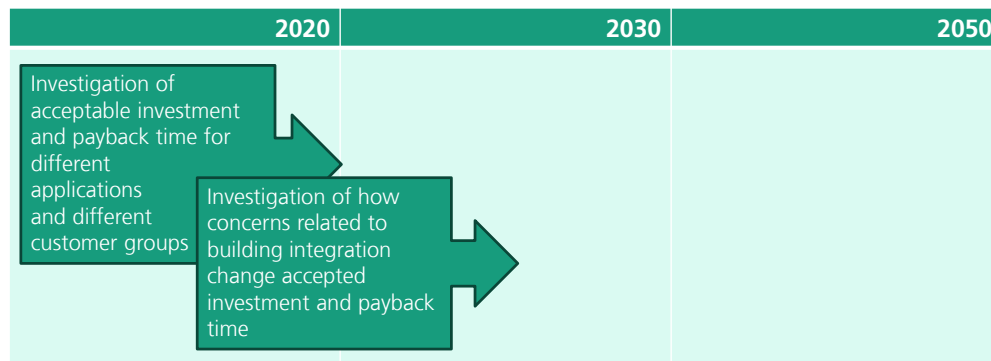 2020
2030
2050
Investigation of
acceptable investment
and payback time for
different
applications
and different
customer groups
Investigation of how
concerns related to
building integration
change accepted
investment and payback
time